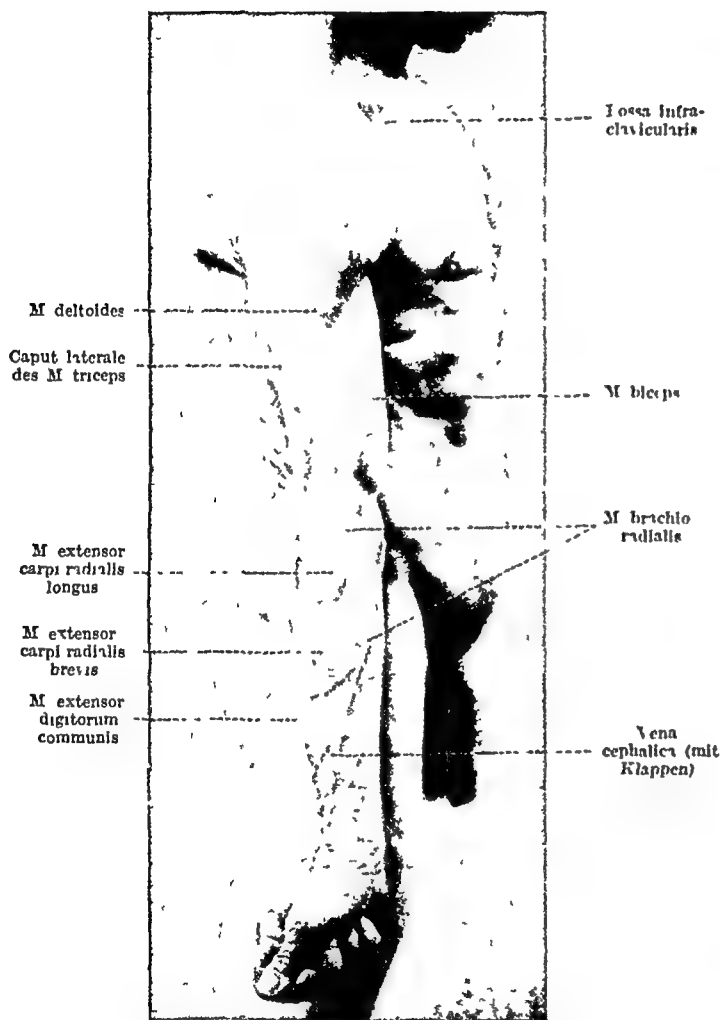 Fossa infra-
clavicularis
M deltoides
Caput laterale
des M triceps
M biceps
M brachio
radialis
M extensor
carpi radialis
longus
M extensor
carpi radialis
brevis
M extensor
digitorum
communis
Vena
cephalica (mit
Klappen)